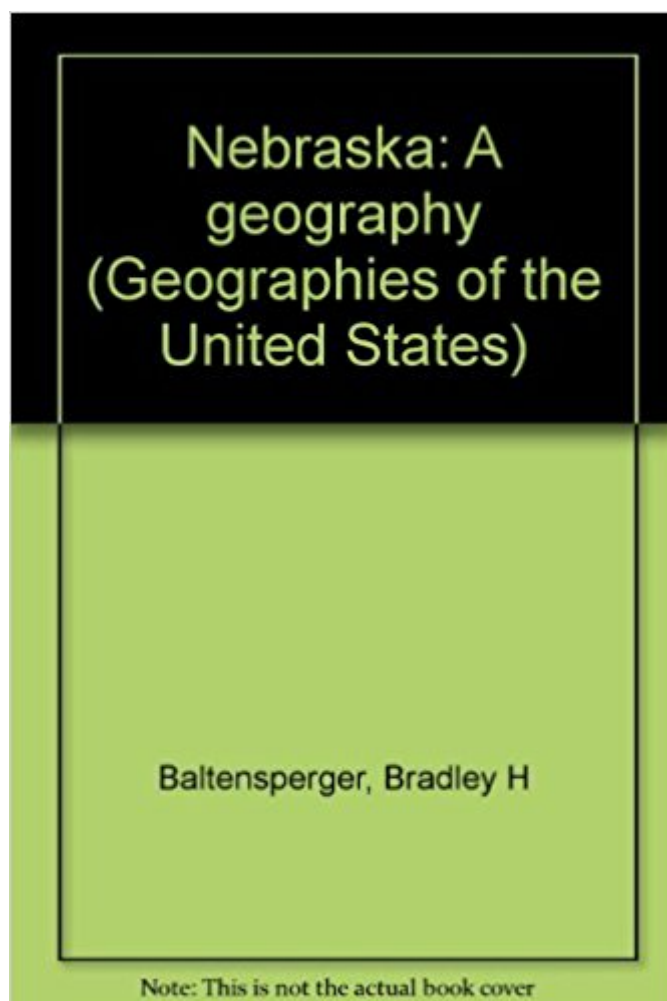 Nebraska: A
geography
(Geographies of the
United States)
Baltensperger, Bradley H
Note: This is not the actual book cover